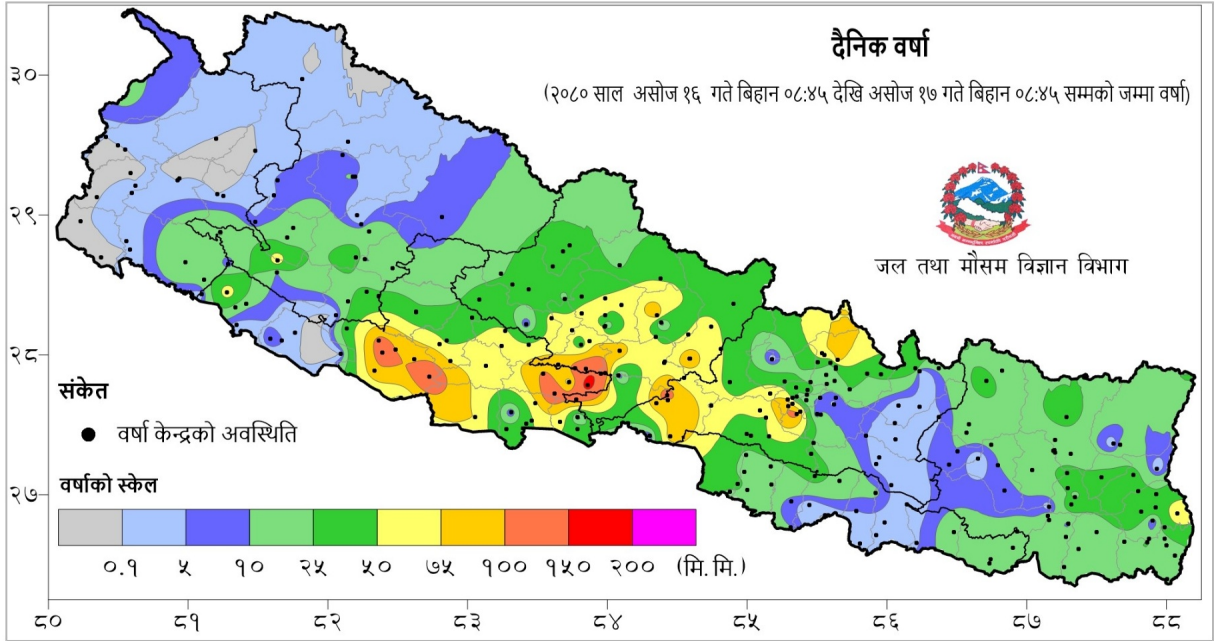 दैनिक वर्षा
(२०८० साल असोज १६ गते बिहान ०८:४५ देखि असोज १७ गते बिहान ०८:४५ सम्मको जम्मा वर्षा)
जल तथा मौसम विज्ञान विभाग
३०
२९
२८
२७
संकेत
वर्षा केन्द्रको अवस्थिति
वर्षाको स्केल
०.१ ५ १० २५ ५० ७५ १०० १५० २०० (मि.मि.)
८० ८१ ८२ ८३ ८४ ८५ ८६ ८७ ८८